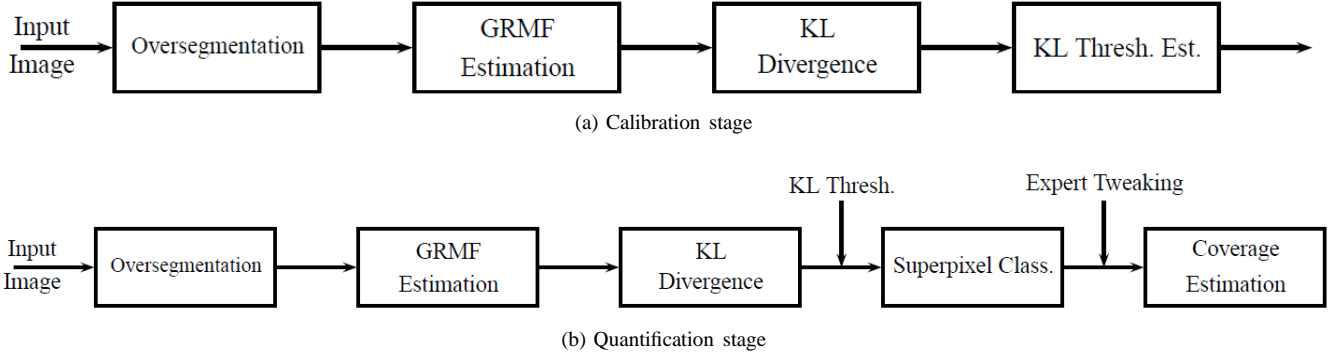 Input
Image
Oversegmentation
GRMF
Estimation
KL
Divergence
KL Thresh. Est.
(a) Calibration stage
KL Thresh.
Expert Tweaking
Input
Image
Oversegmentation
GRMF
Estimation
KL
Divergence
Superpixel Class.
Coverage
Estimation
(b) Quantification stage